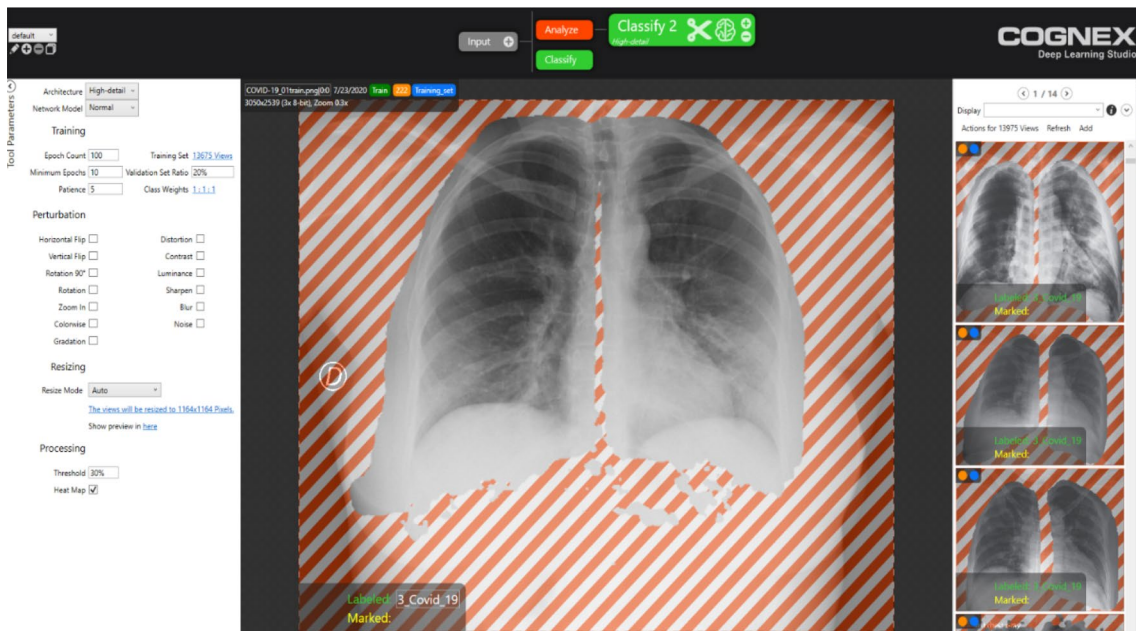 default
Input
Analyze
Classify
Classify 2
High-detail
COGNEX
Deep Learning Studio
Tool Parameters
Architecture High-detail
Network Model Normal
Training
Epoch Count 100 Training Set 13675 Views
Minimum Epochs 10 Validation Set Ratio 20%
Patience 5 Class Weights 1 : 1 : 1
Perturbation
Horizontal Flip Distortion
Vertical Flip Contrast
Rotation 90° Luminance
Rotation Sharpen
Zoom In Blur
Colorwise Noise
Gradation
Resizing
Resize Mode Auto
The views will be resized to 1164x1164 Pixels.
Show preview in here
Processing
Threshold 30%
Heat Map
COVID-19_01train.png(0:0) 7/23/2020 Train 222 Training_set
3050x2539 (3x 8-bit), Zoom 0.3x
D
Labeled: 3_Covid_19
Marked:
1 / 14
Display
Actions for 13975 Views Refresh Add
Labeled: 3_Covid_19
Marked:
Labeled: 3_Covid_19
Marked:
Labeled: 3_Covid_19
Marked: